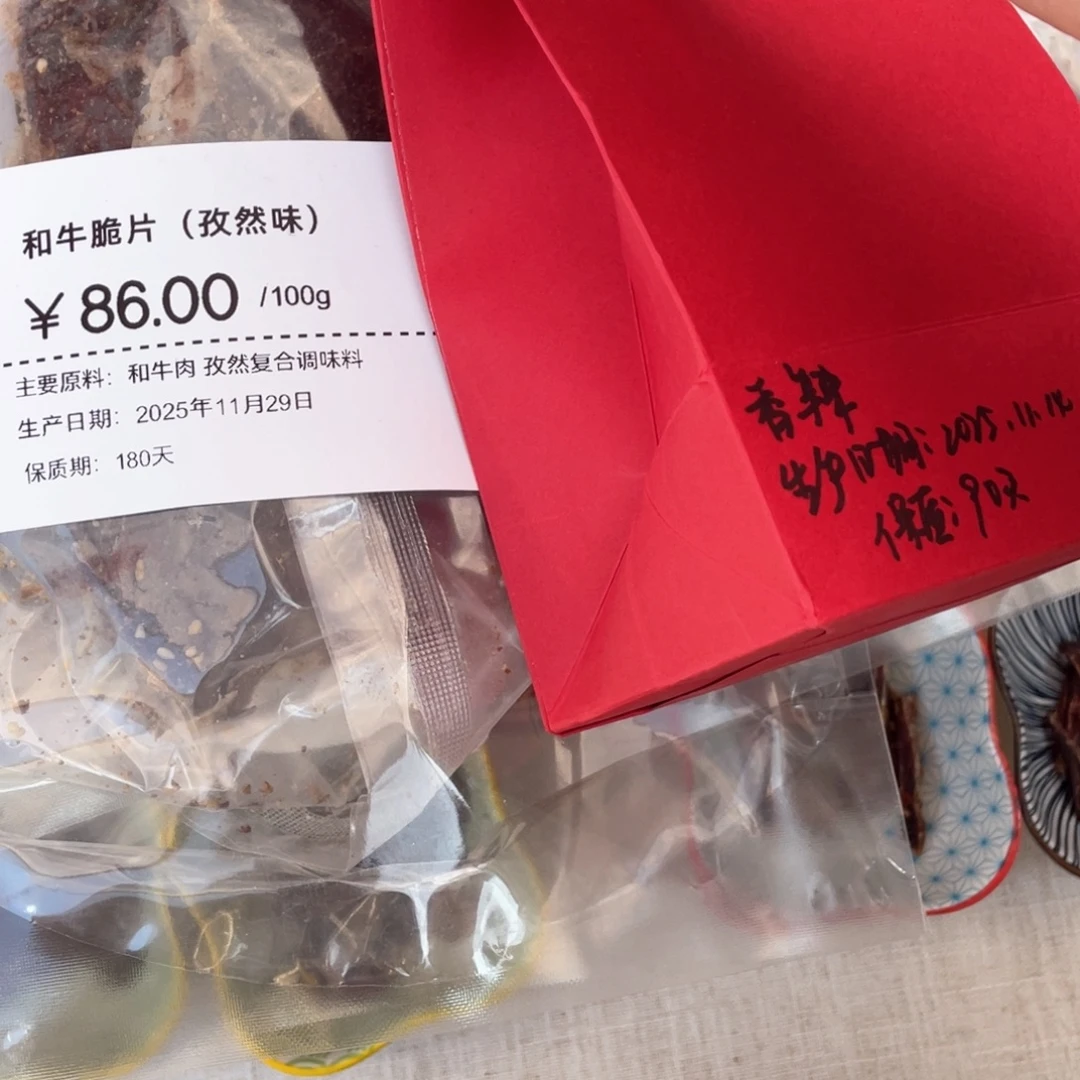 和牛脆片（孜然味）
￥86.00 /100g
主要原料：和牛肉 孜然复合调味料
生产日期：2025年11月29日
保质期：180天
香辣
生产日期：2025.11.14
保质：90天